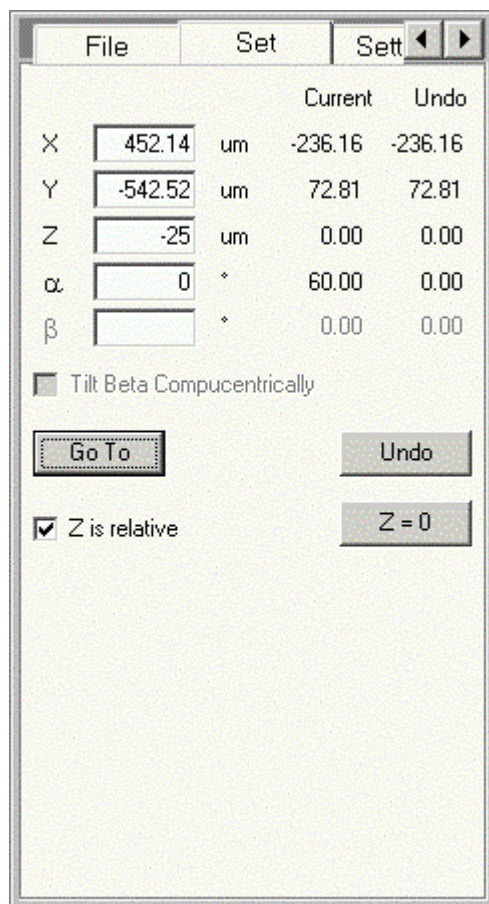 File Set Sett
Current Undo
X 452.14 um -236.16 -236.16
Y -542.52 um 72.81 72.81
Z -25 um 0.00 0.00
α 0 ° 60.00 0.00
β ° 0.00 0.00
Tilt Beta Compucentrically
Go To Undo
Z is relative Z = 0